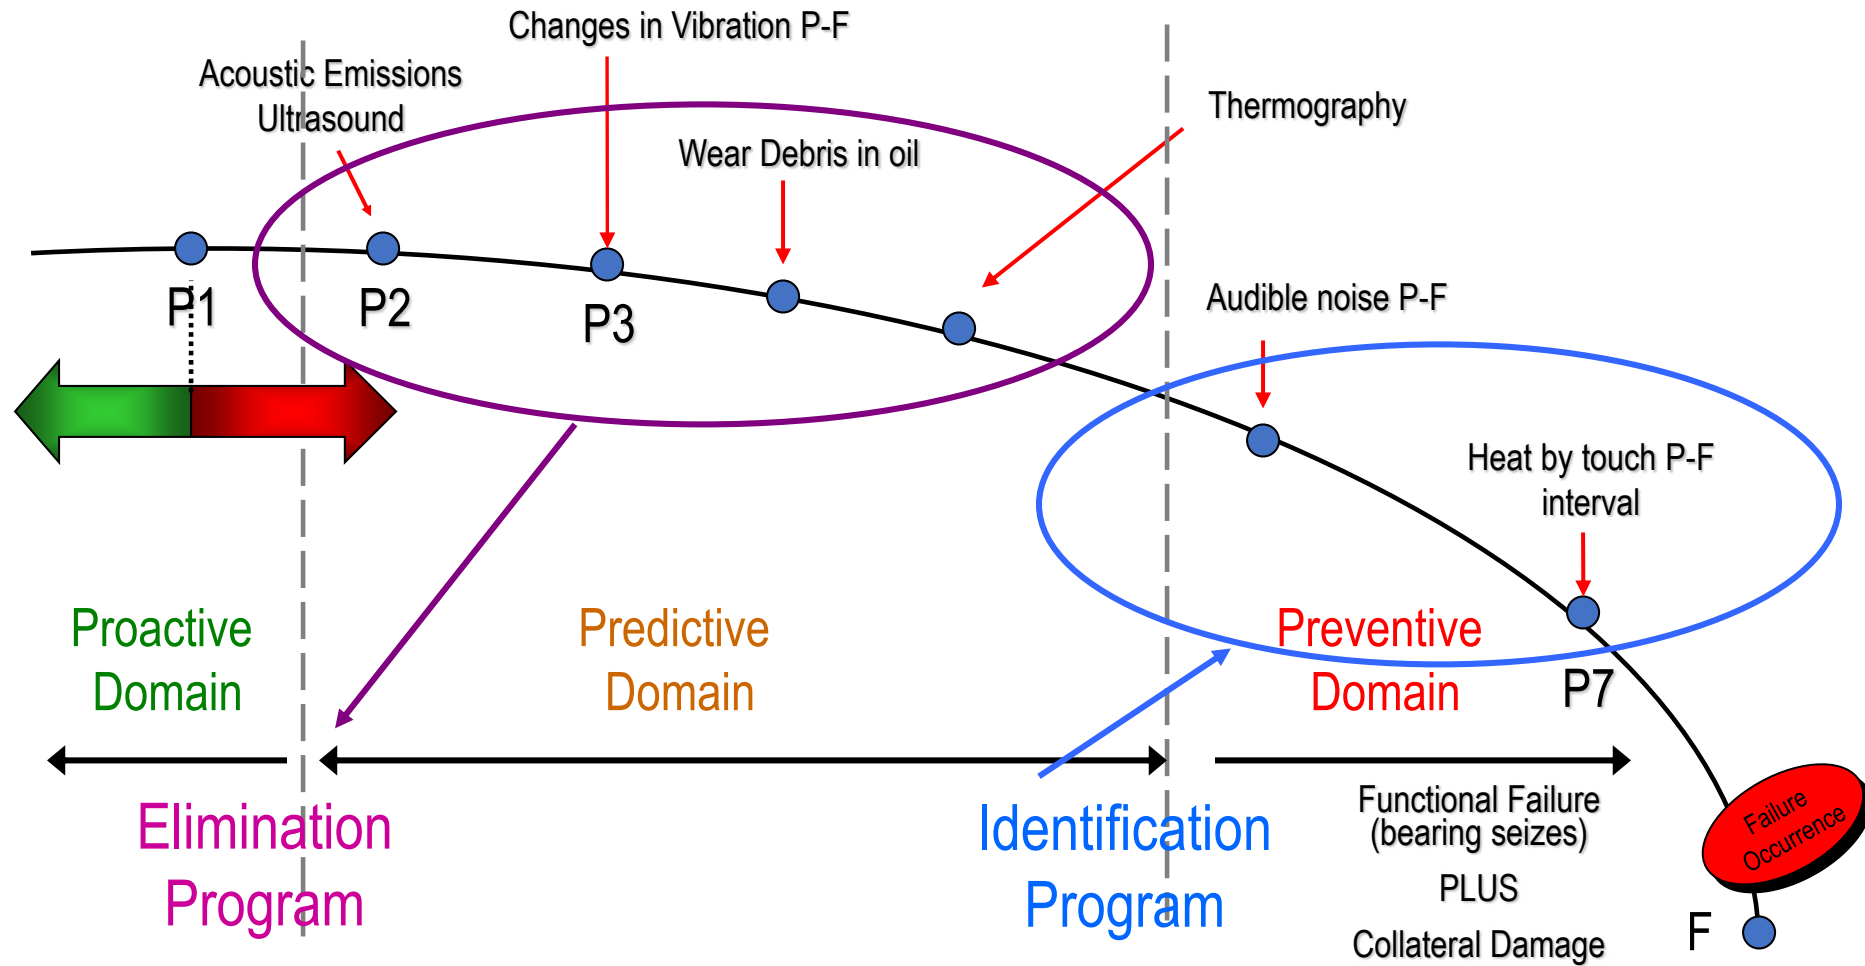 Changes in Vibration P-F
Acoustic Emissions
Ultrasound
Thermography
Wear Debris in oil
P1
P2
P3
Audible noise P-F
Heat by touch P-F
interval
Proactive
Domain
Predictive
Domain
Preventive
Domain
P7
Elimination
Program
Identification
Program
Functional Failure
(bearing seizes)
PLUS
Collateral Damage
Failure
Occurrence
F